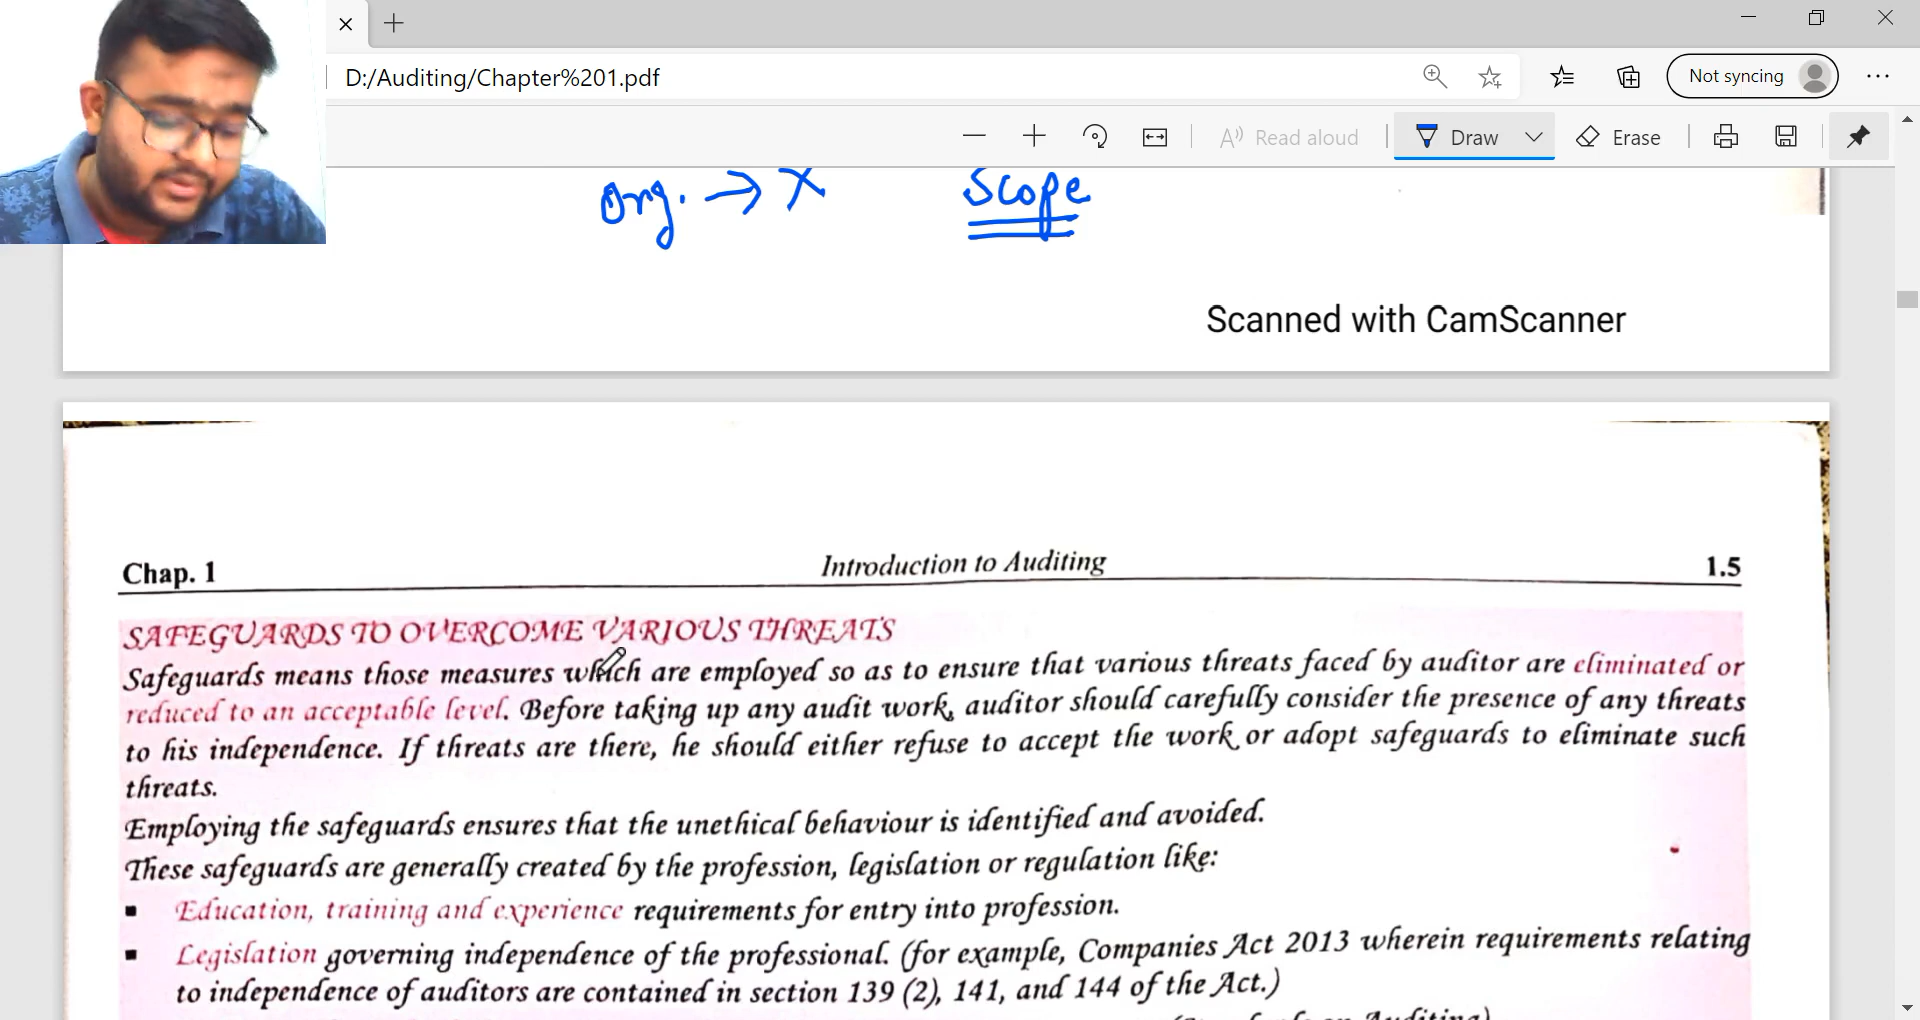 D:/Auditing/Chapter%201.pdf
Not syncing
Read aloud
Draw
Erase
Org. → X Scope
Scanned with CamScanner
Chap. 1 Introduction to Auditing 1.5
SAFEGUARDS TO OVERCOME VARIOUS THREATS
Safeguards means those measures which are employed so as to ensure that various threats faced by auditor are eliminated or
reduced to an acceptable level. Before taking up any audit work, auditor should carefully consider the presence of any threats
to his independence. If threats are there, he should either refuse to accept the work or adopt safeguards to eliminate such
threats.
Employing the safeguards ensures that the unethical behaviour is identified and avoided.
These safeguards are generally created by the profession, legislation or regulation like:
▪ Education, training and experience requirements for entry into profession.
▪ Legislation governing independence of the professional. (for example, Companies Act 2013 wherein requirements relating
to independence of auditors are contained in section 139 (2), 141, and 144 of the Act.)